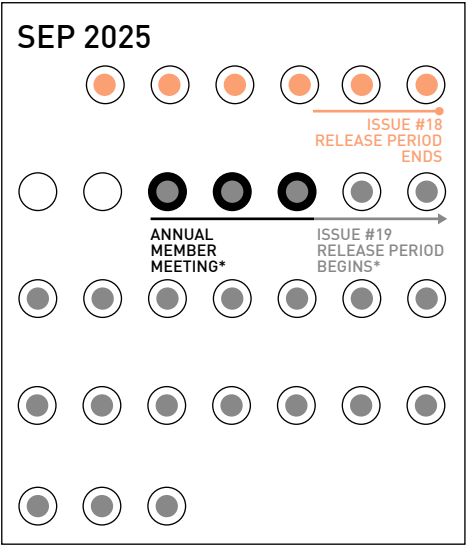 SEP 2025
ISSUE #18
RELEASE PERIOD
ENDS
ANNUAL
MEMBER
MEETING*
ISSUE #19
RELEASE PERIOD
BEGINS*